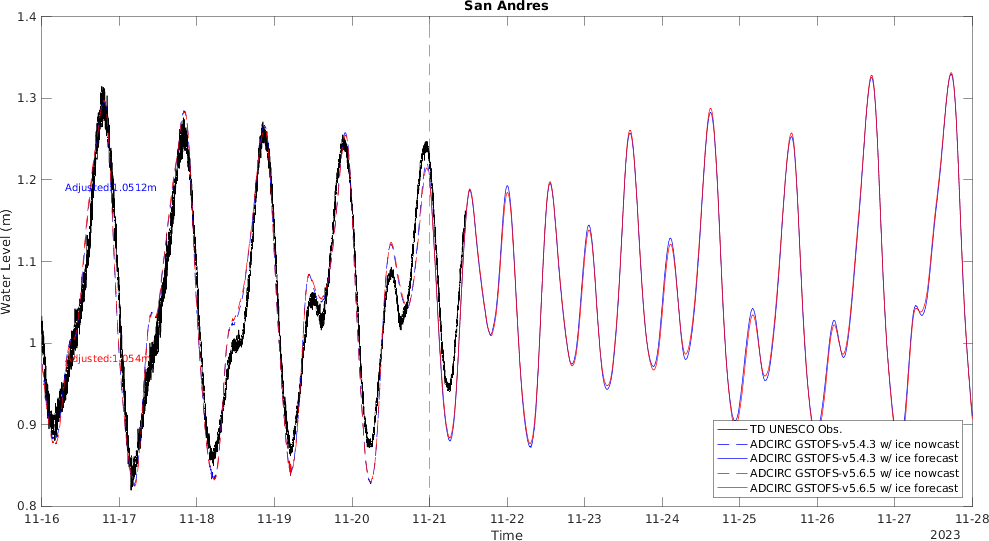 San Andres
1.4
1.3
1.2
1.1
1
0.9
0.8
Water Level (m)
Adjusted:1.0512m
Adjusted:1.054m
TD UNESCO Obs.
ADCIRC GSTOFS-v5.4.3 w/ ice nowcast
ADCIRC GSTOFS-v5.4.3 w/ ice forecast
ADCIRC GSTOFS-v5.6.5 w/ ice nowcast
ADCIRC GSTOFS-v5.6.5 w/ ice forecast
11-16 11-17 11-18 11-19 11-20 11-21 11-22 11-23 11-24 11-25 11-26 11-27 11-28
Time
2023